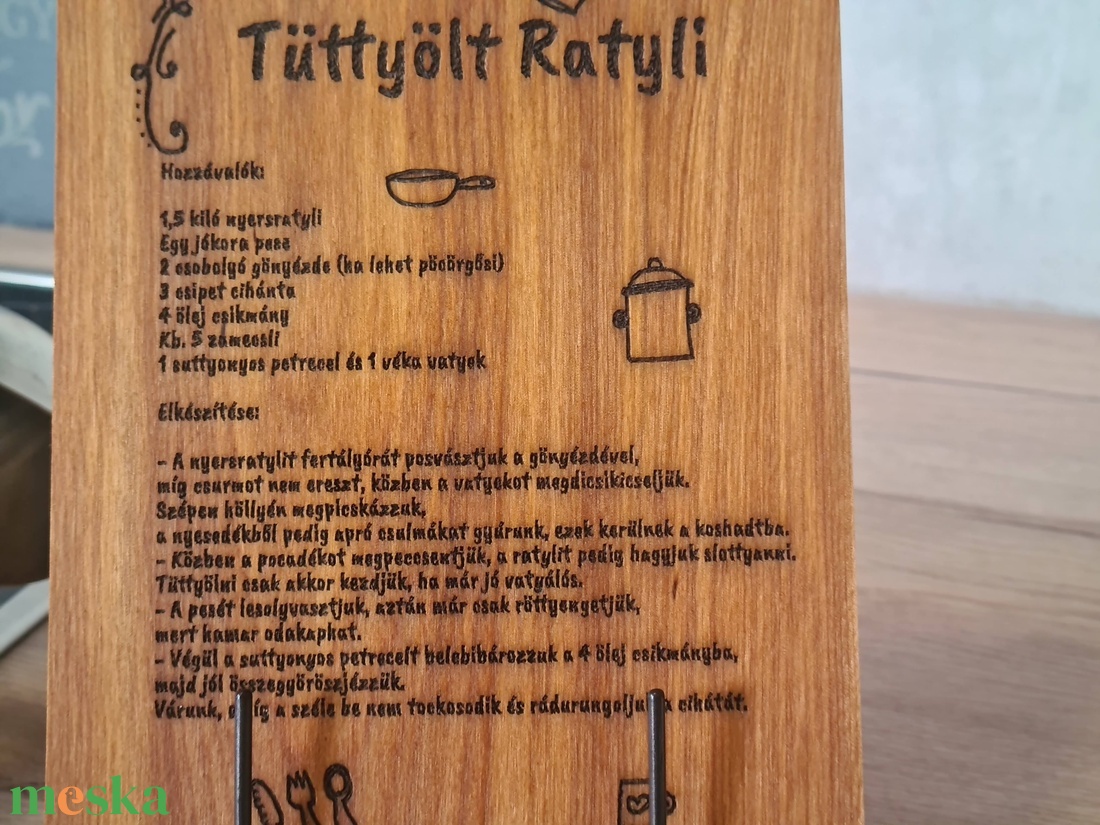 Tüttyölt Ratyli
Hozzávalók:
1,5 kiló nyersratyli
Egy jókora pese
2 csobolyó gönyézde (ha lehet pöcörgősi)
3 csipet cihánta
4 ölej csikmány
Kb. 5 zámecsli
1 suttyonyos petrecel és 1 véka vatyek
Elkészítése:
- A nyersratylit fertályórát posvásztjuk a gönyézdével,
míg csurmot nem ereszt, közben a vatyekot megdicsikicseljük.
Szépen höllyén megpicskázzuk,
a nyesedékből pedig apró csulmákat gyúrunk, ezek kerülnek a koshadtba.
- Közben a pocadékot megpeccsentjük, a ratylit pedig hagyjuk slottyanni.
Tüttyölni csak akkor kezdjük, ha már jó vatyálós.
- A pesét lesolyvasztjuk, aztán már csak röttyengetjük,
mert hamar odakaphat.
- Végül a suttyonyos petrecelt belebibározzuk a 4 ölej csikmányba,
majd jól összegyöröszjézzük.
Várunk, a széle be nem tockosodik és rádurungoljuk a cihátát.
meska